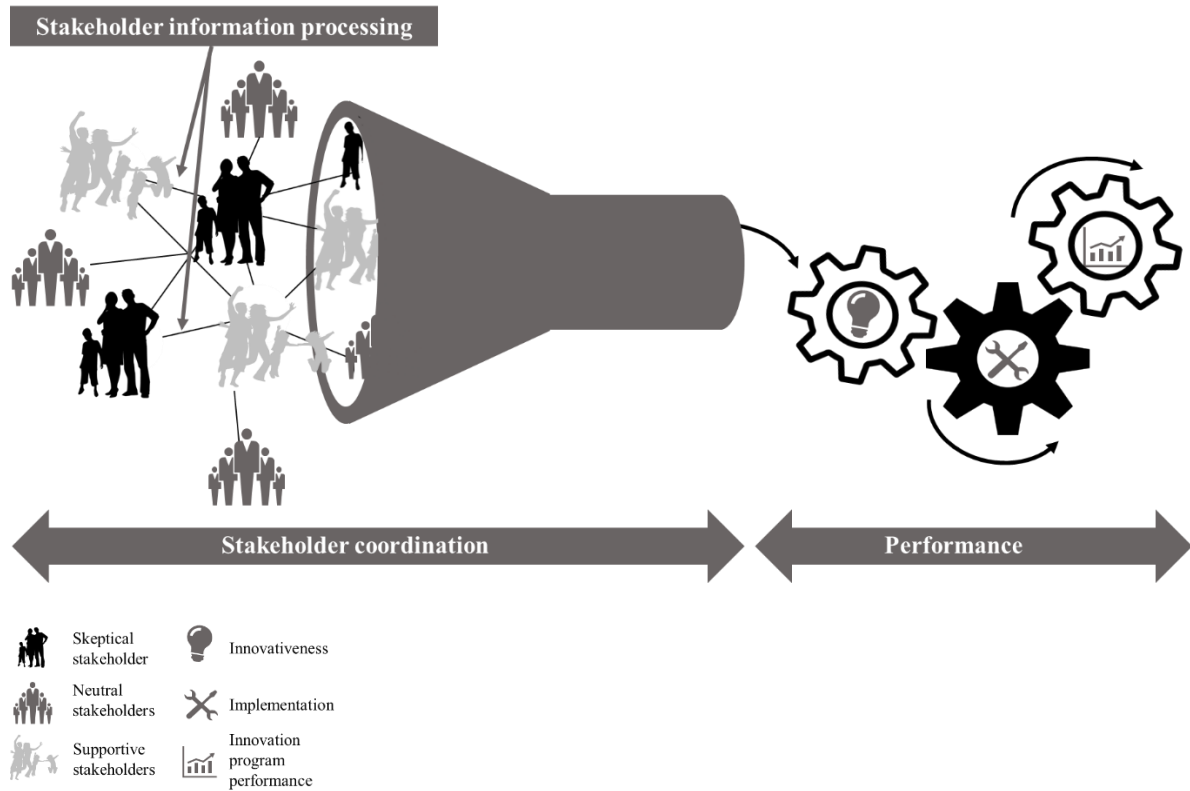 Stakeholder information processing
Stakeholder coordination
Performance
Skeptical
stakeholder
Innovativeness
Neutral
stakeholders
Implementation
Supportive
stakeholders
Innovation
program
performance